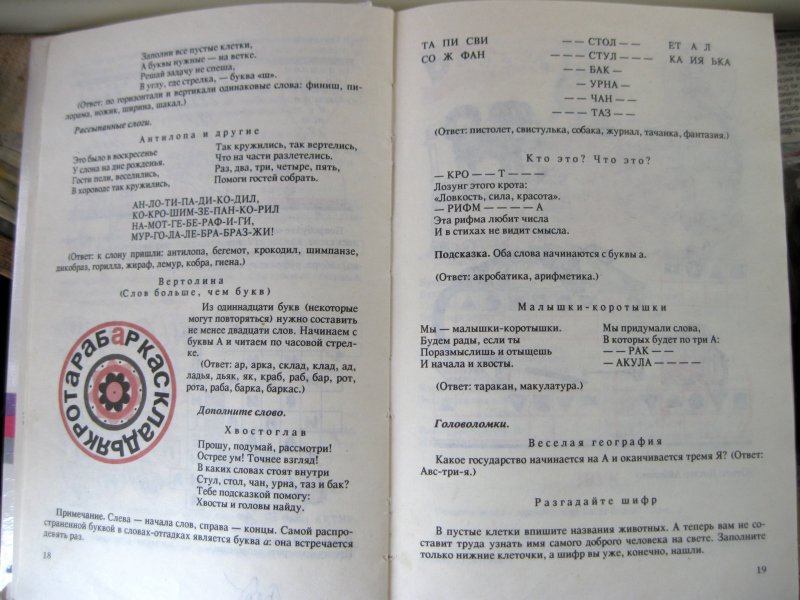 Заполни все пустые клетки,
А буквы нужные — на ветке.
Решай задачу не спеша,
В углу, где стрелка, — буква «ш».
(Ответ: по горизонтали и вертикали одинаковые слова: финиш, пи-
лорама, ножик, ширина, шакал.)
Рассыпанные слоги.
Антилопа и другие
Это было в воскресенье
У слона на дне рожденья.
Гости пели, веселились,
В хороводе так кружились,
Так кружились, так вертелись,
Что на части разлетелись.
Раз, два, три, четыре, пять,
Помоги гостей собрать.
АН-ЛО-ТИ-ПА-ДИ-КО-ДИЛ,
КО-КРО-ШИМ-ЗЕ-ПАН-КО-РИЛ
НА-МОТ-ГЕ-БЕ-РАФ-И-ГИ,
МУР-ГО-ЛА-ЛЕ-БРА-БРАЗ-ЖИ!
(Ответ: к слону пришли: антилопа, бегемот, крокодил, шимпанзе,
дикобраз, горилла, жираф, лемур, кобра, гиена.)
Вертолина
(Слов больше, чем букв)
Из одиннадцати букв (некоторые
могут повторяться) нужно составить
не менее двадцати слов. Начинаем с
буквы А и читаем по часовой стрел-
ке.
(Ответ: ар, арка, склад, клад, ад,
ладья, дьяк, як, краб, раб, бар, рот,
рота, раба, барка, баркас.)
аркаскладьякротараб
Дополните слово.
Хвостоглав
Прошу, подумай, рассмотри!
Острее ум! Точнее взгляд!
В каких словах стоят внутри
Стул, стол, чан, урна, таз и бак?
Тебе подсказкой помогу:
Хвосты и головы найду.
Примечание. Слева — начала слов, справа — концы. Самой распро-
страненной буквой в словах-отгадках является буква а: она встречается
девять раз.
18
ТА ПИ СВИ — — СТОЛ — — ЕТ А Л
СО Ж ФАН — — — СТУЛ — — — КА ИЯ ЬКА
— — БАК —
— УРНА —
— — ЧАН — —
— — — ТАЗ — —
(Ответ: пистолет, свистулька, собака, журнал, тачанка, фантазия.)
Кто это? Что это?
— КРО — — Т — — —
Лозунг этого крота:
«Ловкость, сила, красота».
— РИФМ — — — — А
Эта рифма любит числа
И в стихах не видит смысла.
Подсказка. Оба слова начинаются с буквы а.
(Ответ: акробатика, арифметика.)
Малышки-коротышки
Мы — малышки-коротышки.
Будем рады, если ты
Поразмыслишь и отыщешь
И начала и хвосты.
Мы придумали слова,
В которых будет по три А:
— — РАК — —
— АКУЛА — — — —
(Ответ: таракан, макулатура.)
Головоломки.
Веселая география
Какое государство начинается на А и оканчивается тремя Я? (Ответ:
Авс-три-я.)
Разгадайте шифр
В пустые клетки впишите названия животных. А теперь вам не со-
ставит труда узнать имя самого доброго человека на свете. Заполните
только нижние клеточки, а шифр вы уже, конечно, нашли.
19